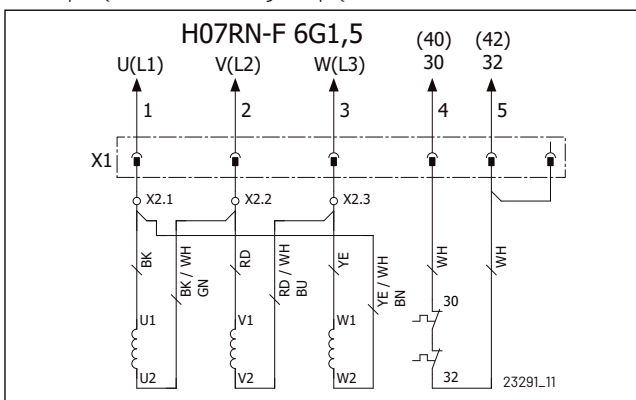 H07RN-F 6G1,5
(40) (42)
U(L1) V(L2) W(L3) 30 32
1 2 3 4 5
X1
X2.1 X2.2 X2.3
BK BK / WH GN RD RD / WH BU YE YE / WH BN WH WH
30
U1 V1 W1
U2 V2 W2 32
23291_11